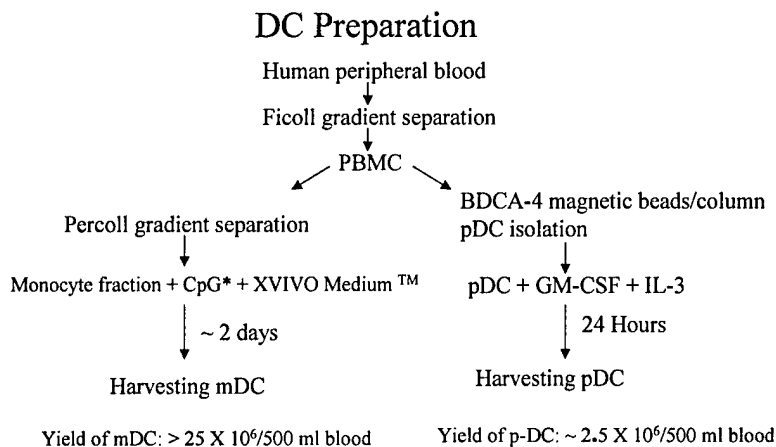 DC Preparation
Human peripheral blood
Ficoll gradient separation
PBMC
Percoll gradient separation
Monocyte fraction + CpG* + XVIVO Medium ™
~ 2 days
Harvesting mDC
Yield of mDC: > 25 X 10⁶/500 ml blood
BDCA-4 magnetic beads/column
pDC isolation
pDC + GM-CSF + IL-3
24 Hours
Harvesting pDC
Yield of p-DC: ~ 2.5 X 10⁶/500 ml blood